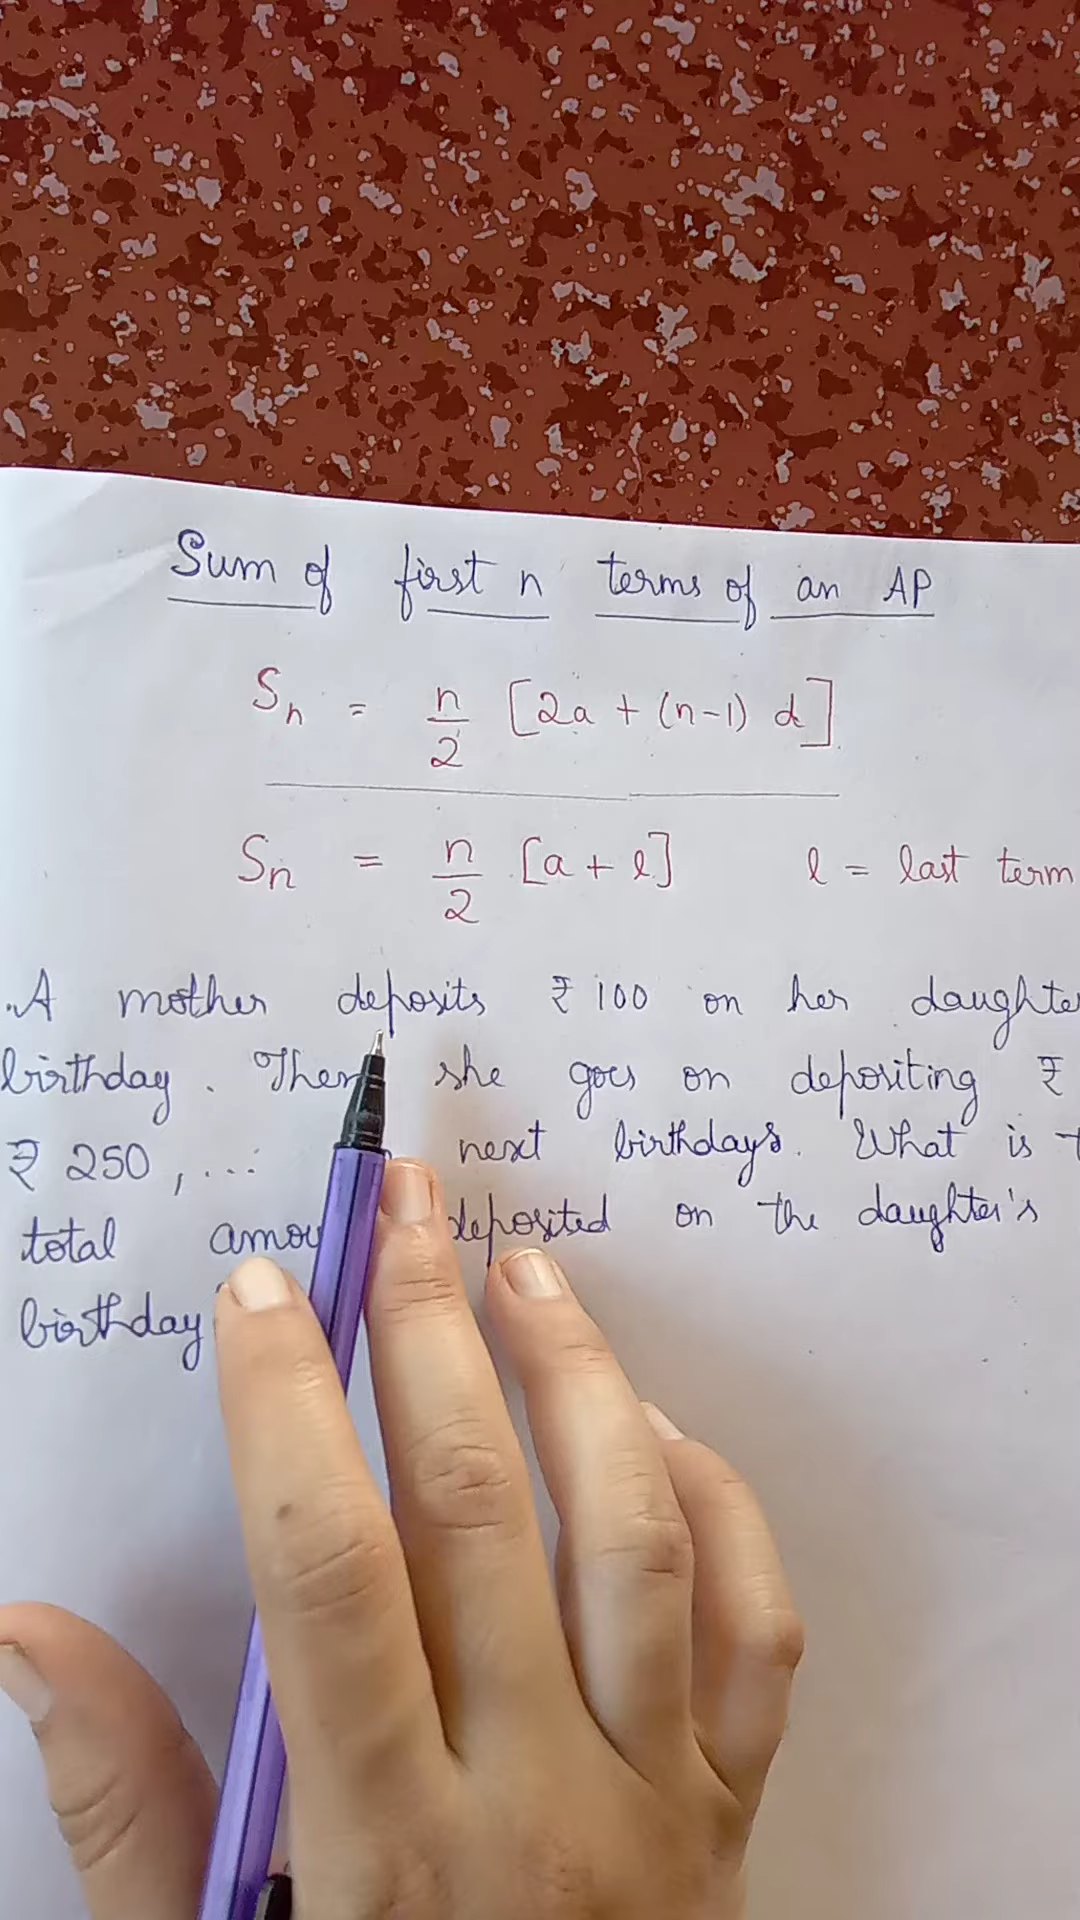 Sum of first n terms of an AP
Sn = n/2 [2a + (n-1) d]
Sn = n/2 [a + l] l = last term
A mother deposits ₹ 100 on her
birthday. Then she goes on depositing ₹
₹ 250, ... next birthdays. What is
total deposited on the daughter's
birthday